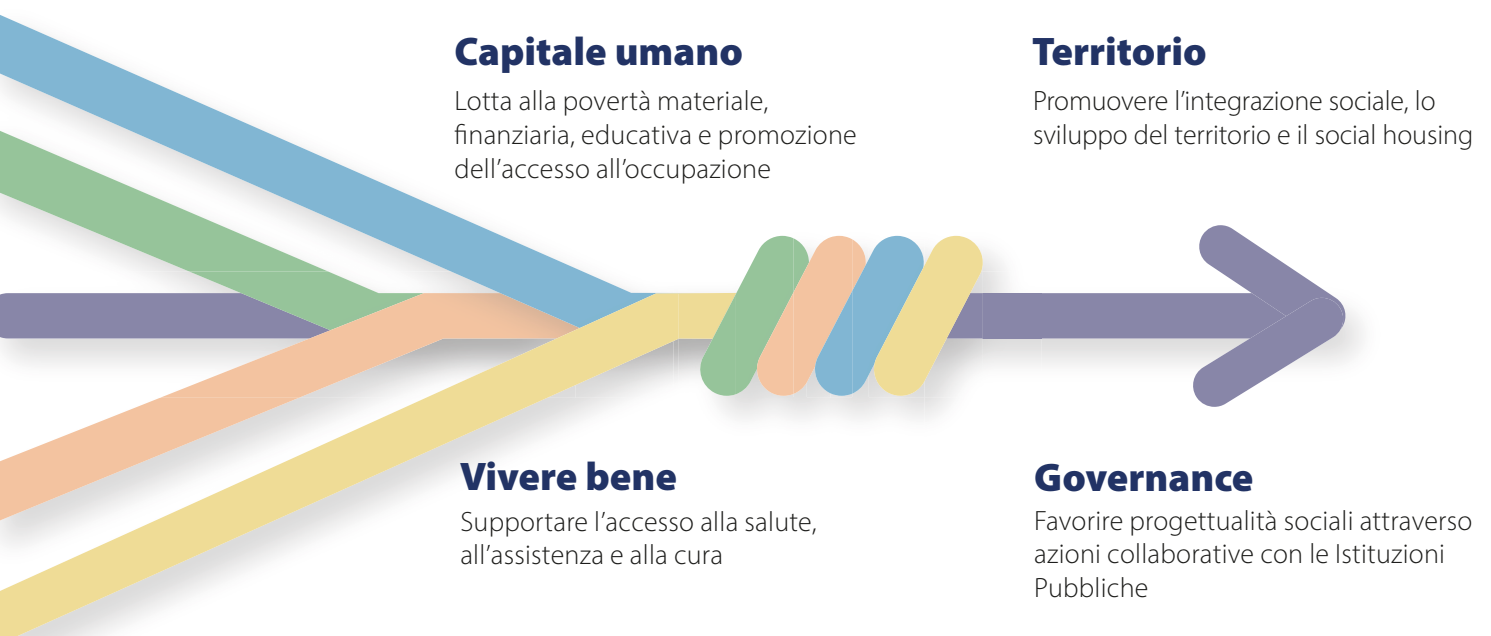 Capitale umano
Lotta alla povertà materiale,
finanziaria, educativa e promozione
dell’accesso all’occupazione
Territorio
Promuovere l’integrazione sociale, lo
sviluppo del territorio e il social housing
Vivere bene
Supportare l’accesso alla salute,
all’assistenza e alla cura
Governance
Favorire progettualità sociali attraverso
azioni collaborative con le Istituzioni
Pubbliche